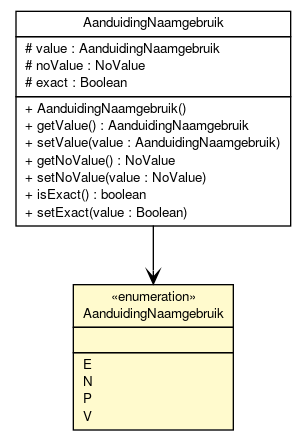 AanduidingNaamgebruik
# value : AanduidingNaamgebruik
# noValue : NoValue
# exact : Boolean
+ AanduidingNaamgebruik()
+ getValue() : AanduidingNaamgebruik
+ setValue(value : AanduidingNaamgebruik)
+ getNoValue() : NoValue
+ setNoValue(value : NoValue)
+ isExact() : boolean
+ setExact(value : Boolean)
«enumeration»
AanduidingNaamgebruik
E
N
P
V